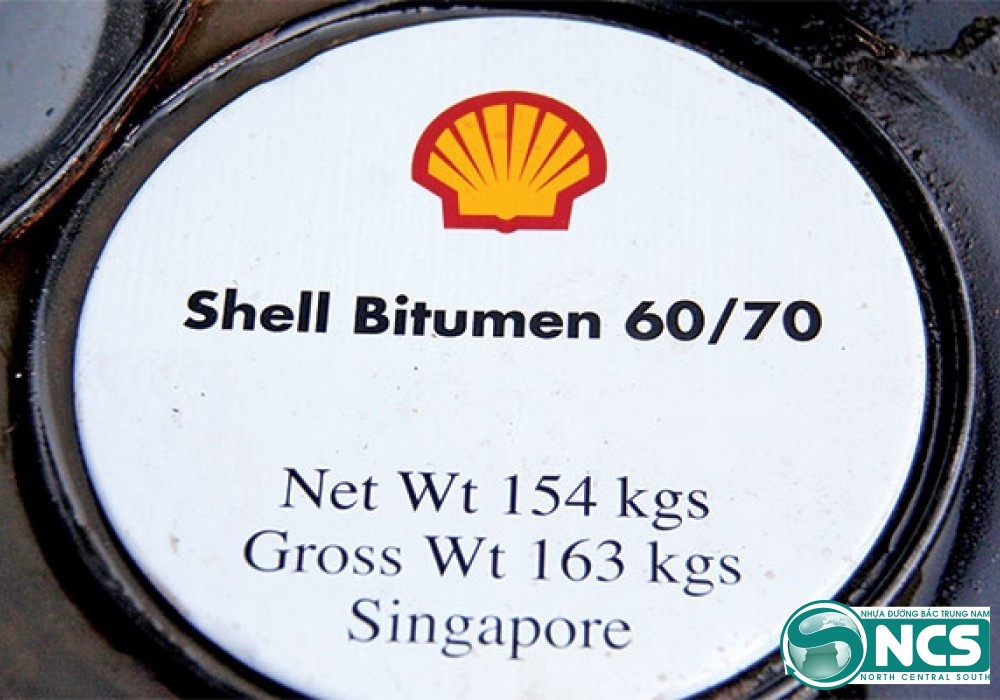 Shell Bitumen 60/70
Net Wt 154 kgs
Gross Wt 163 kgs
Singapore
NHỰA ĐƯỜNG BẮC TRUNG NAM
NCS
NORTH CENTRAL SOUTH